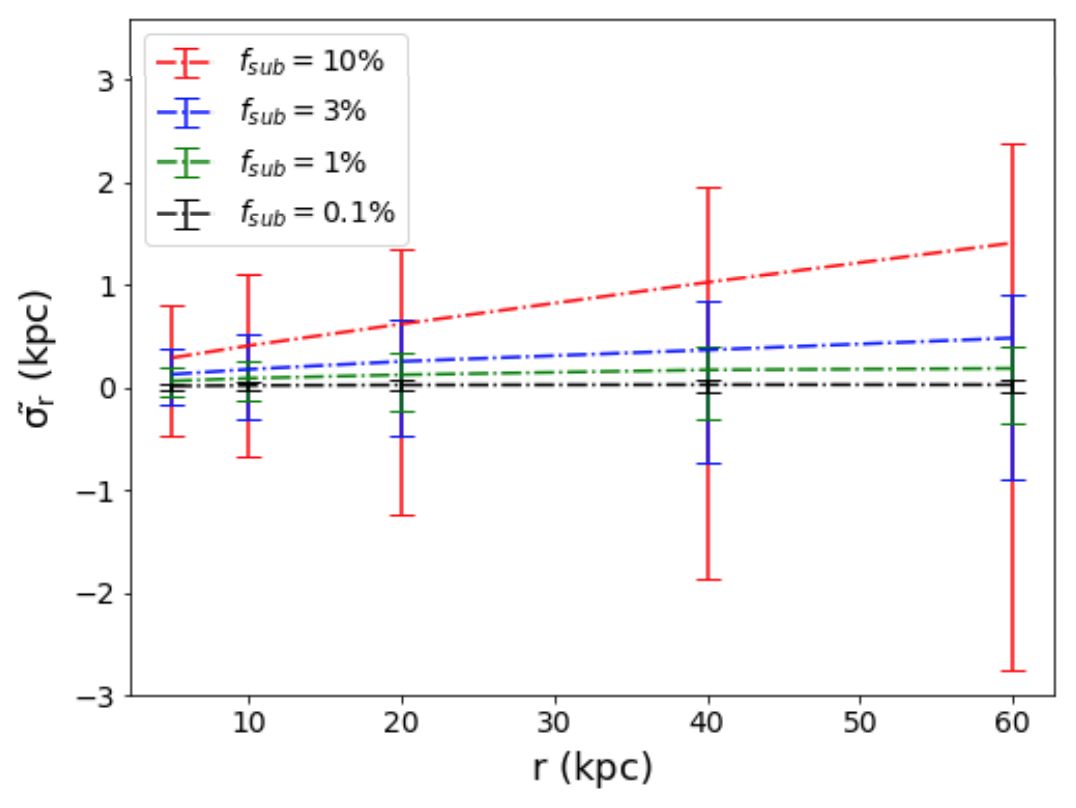 f_sub = 10%
f_sub = 3%
f_sub = 1%
f_sub = 0.1%
3
2
1
0
−1
−2
−3
σ̃_r (kpc)
10 20 30 40 50 60
r (kpc)